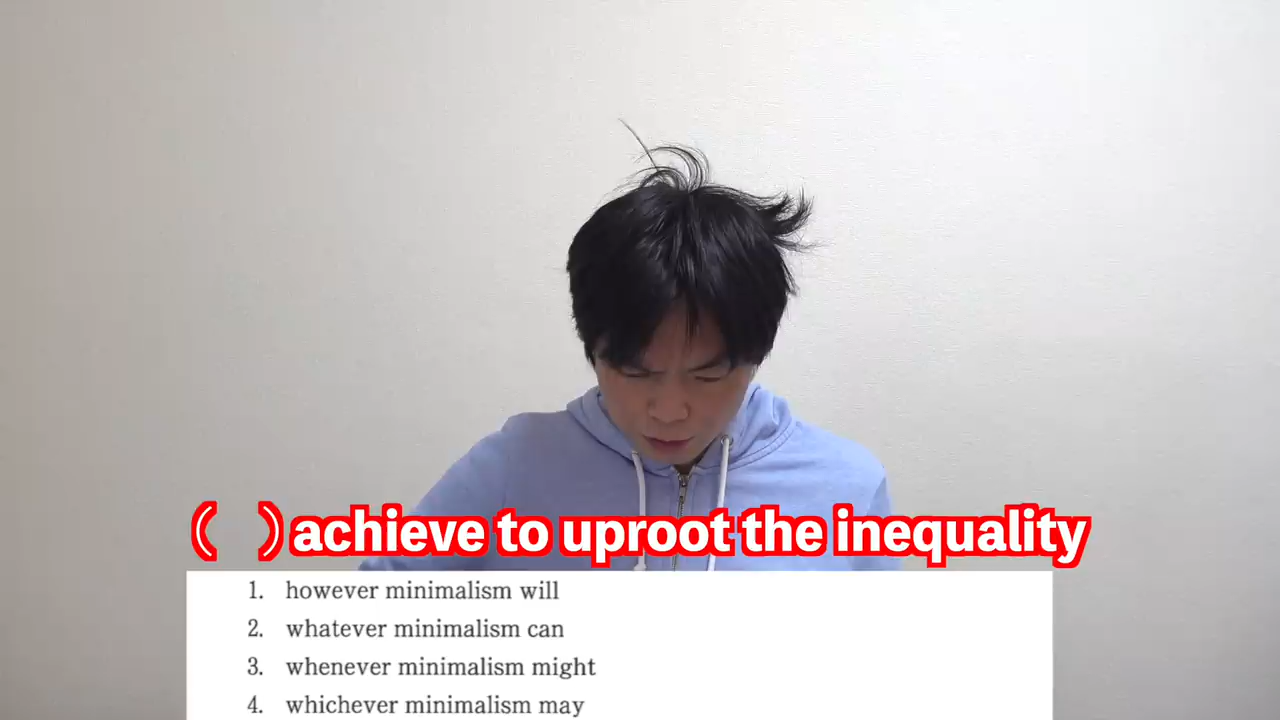 (  )achieve to uproot the inequality
1. however minimalism will
2. whatever minimalism can
3. whenever minimalism might
4. whichever minimalism may